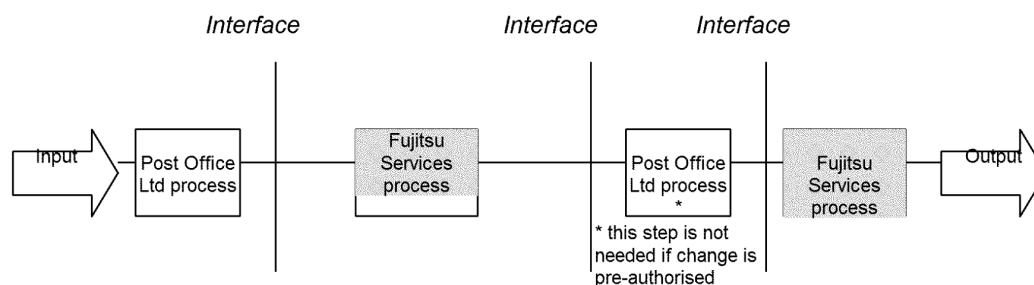 Interface
Interface
Interface
Input
Post Office
Ltd process
Fujitsu
Services
process
Post Office
Ltd process
*
* this step is not
needed if change is
pre-authorised
Fujitsu
Services
process
Output